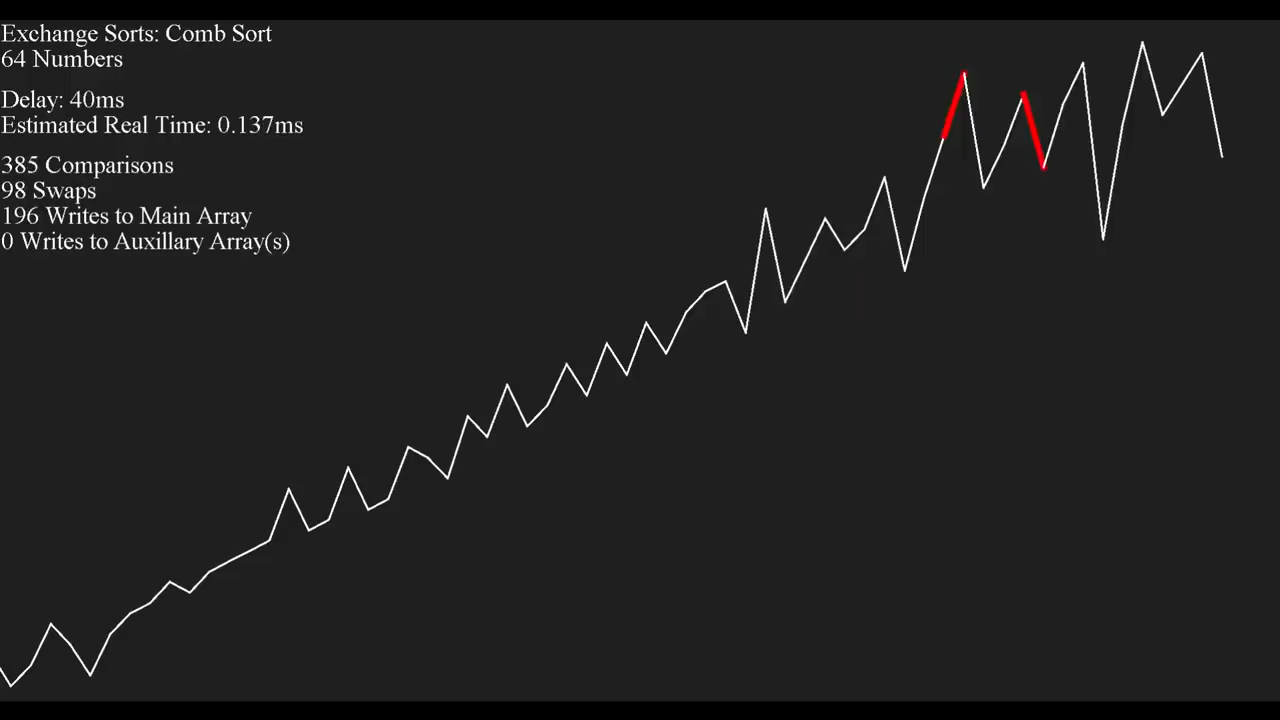 Exchange Sorts: Comb Sort
64 Numbers
Delay: 40ms
Estimated Real Time: 0.137ms
385 Comparisons
98 Swaps
196 Writes to Main Array
0 Writes to Auxillary Array(s)